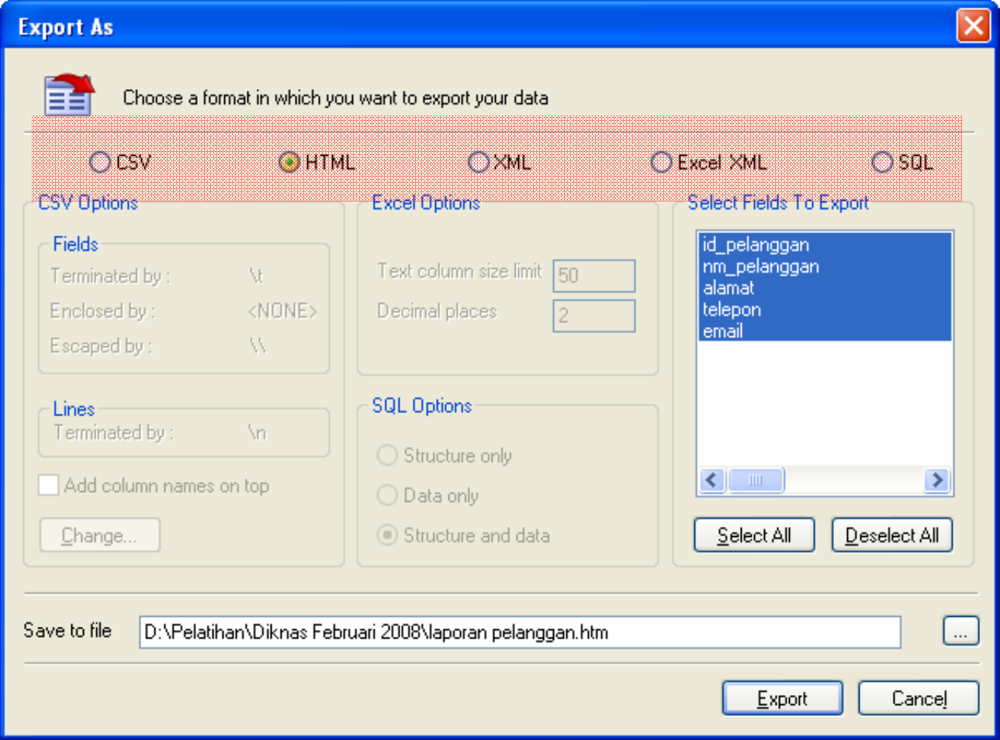 Export As
Choose a format in which you want to export your data
CSV
HTML
XML
Excel XML
SQL
CSV Options
Fields
Terminated by : \t
Enclosed by : <NONE>
Escaped by : \\
Lines
Terminated by : \n
Add column names on top
Change...
Excel Options
Text column size limit 50
Decimal places 2
SQL Options
Structure only
Data only
Structure and data
Select Fields To Export
id_pelanggan
nm_pelanggan
alamat
telepon
email
Select All
Deselect All
Save to file D:\Pelatihan\Diknas Februari 2008\laporan pelanggan.htm
...
Export
Cancel